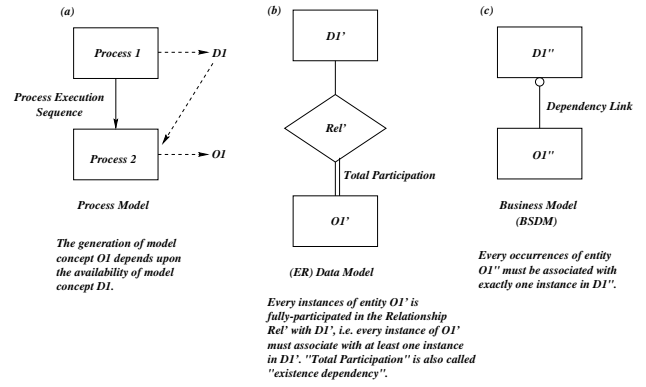 (a)
Process 1
D1
Process Execution
Sequence
Process 2
O1
Process Model
The generation of model
concept O1 depends upon
the availability of model
concept D1.
(b)
D1'
Rel'
Total Participation
O1'
(ER) Data Model
Every instances of entity O1' is
fully-participated in the Relationship
Rel' with D1', i.e. every instance of O1'
must associate with at least one instance
in D1'. "Total Participation" is also called
"existence dependency".
(c)
D1"
Dependency Link
O1"
Business Model
(BSDM)
Every occurrences of entity
O1" must be associated with
exactly one instance in D1".